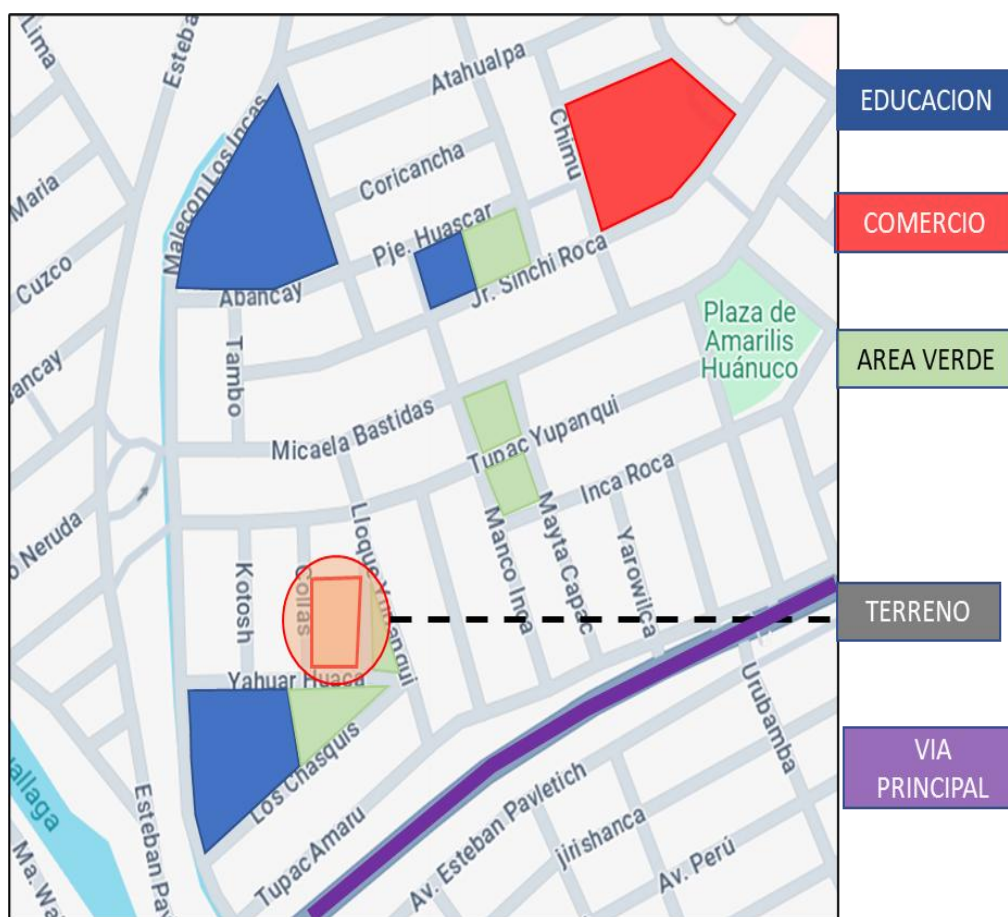 Lima
Esteba
Atahualpa
Malecon Los Incas
Chimu
Coricancha
Maria
Pje. Huascar
Cuzco
Jr. Sinchi Roca
Abancay
Plaza de
Amarilis
Huánuco
Tambo
bancay
Micaela Bastidas
Tupac Yupanqui
Inca Roca
o Neruda
Lloque Yupanqui
Manco Inca
Mayta Capac
Yarowilca
Kotosh
Collas
Yahuar Huaca
Los Chasquis
Urubamba
allaga
Esteban Pav
Tupac Amaru
Av. Esteban Pavletich
jirishanca
Av. Perú
Ma. Wa
EDUCACION
COMERCIO
AREA VERDE
TERRENO
VIA
PRINCIPAL